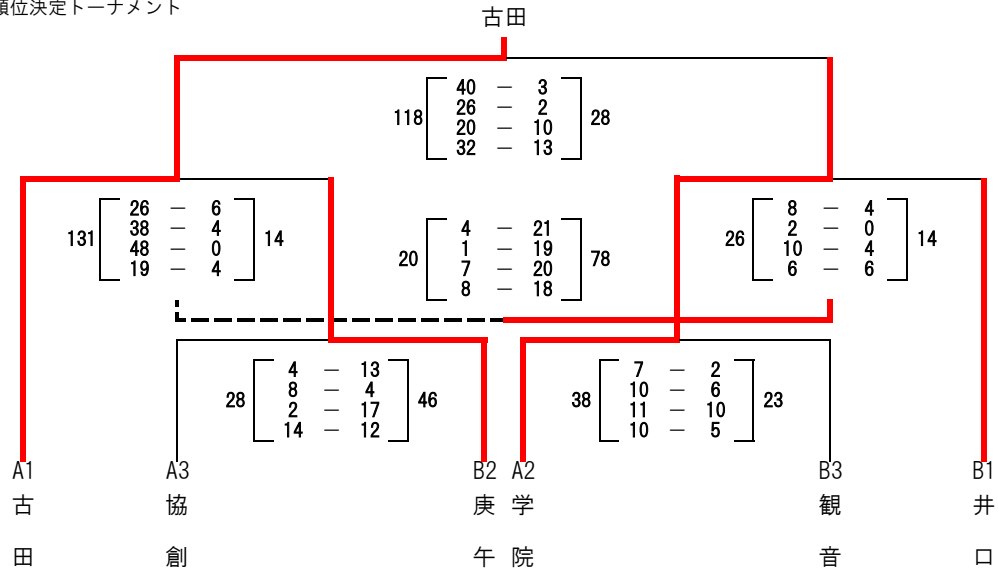 順位決定トーナメント
古田
40 － 3
118 26 － 2 28
20 － 10
32 － 13
26 － 6
131 38 － 4 14
48 － 0
19 － 4
4 － 21
20 1 － 19 78
7 － 20
8 － 18
8 － 4
26 2 － 0 14
10 － 4
6 － 6
4 － 13
28 8 － 4 46
2 － 17
14 － 12
7 － 2
38 10 － 6 23
11 － 10
10 － 5
A1 A3 B2 A2 B3 B1
古田
協創
庚午
学院
観音
井口